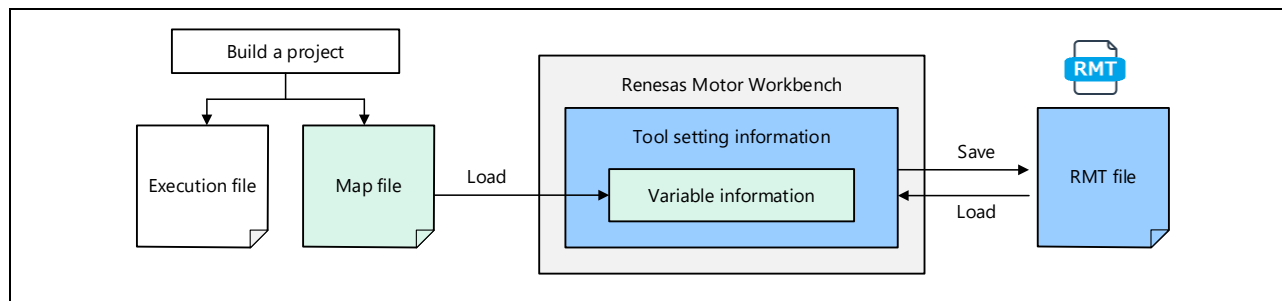 Build a project
Execution file
Map file
Load
Renesas Motor Workbench
Tool setting information
Variable information
Save
Load
RMT
RMT file